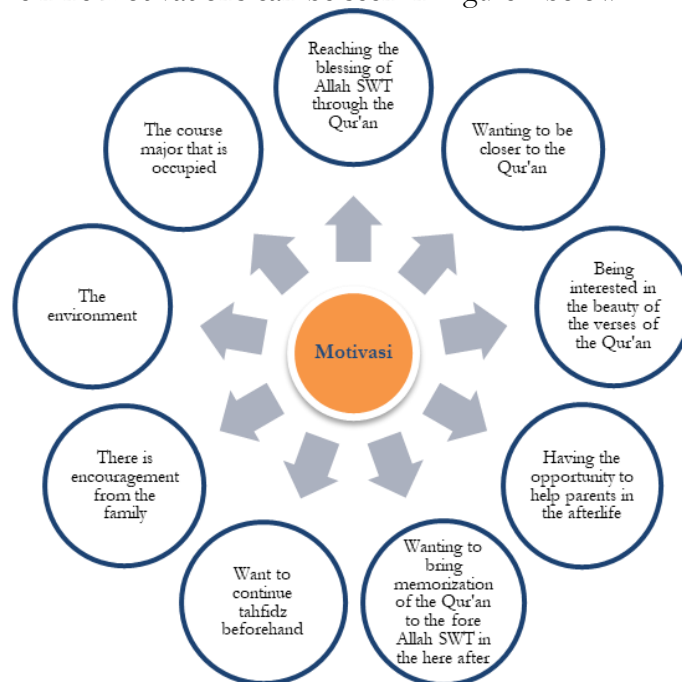 Reaching the
blessing of
Allah SWT
through the
Qur'an
Wanting to be
closer to the
Qur'an
Being
interested in
the beauty of
the verses of
the Qur'an
Having the
opportunity to
help parents in
the afterlife
Wanting to
bring
memorization
of the Qur'an
to the fore
Allah SWT in
the here after
Want to
continue
tahfidz
beforehand
There is
encouragement
from the
family
The
environment
The course
major that is
occupied
Motivasi